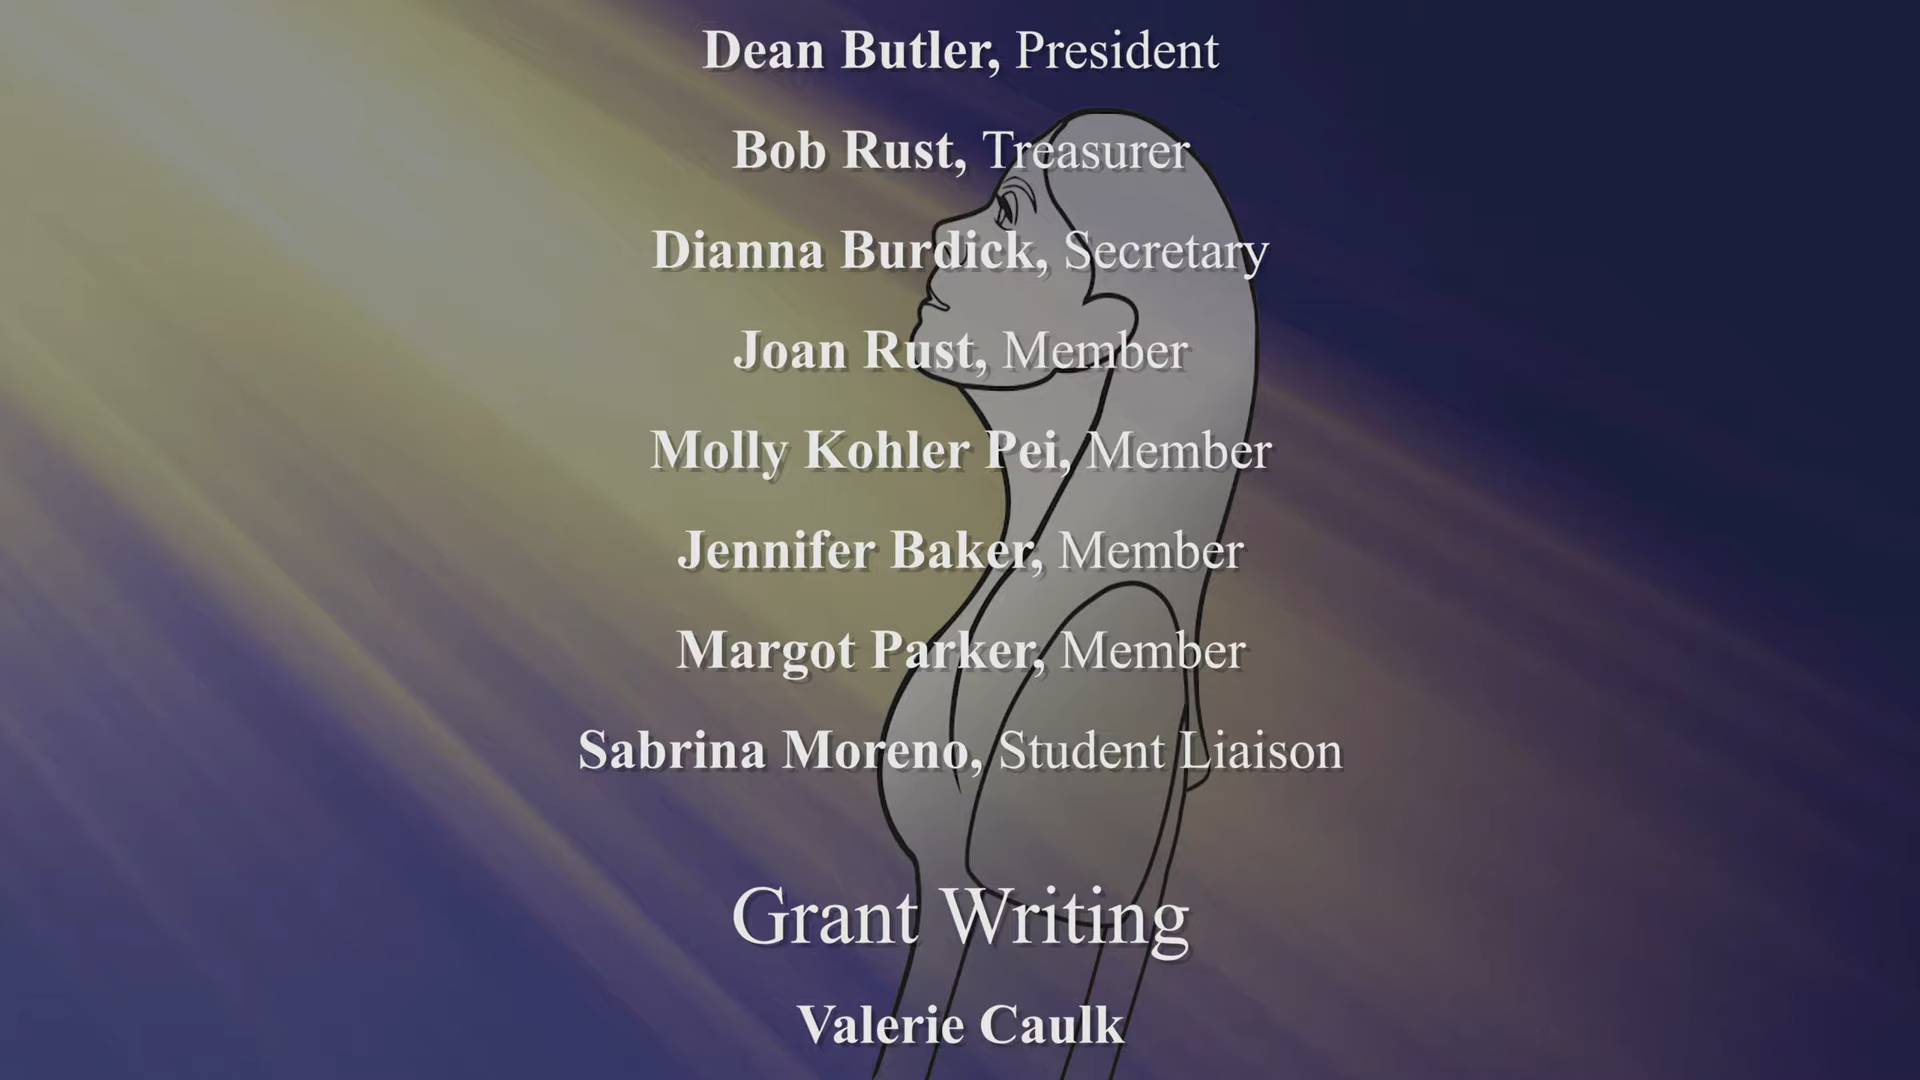 Dean Butler, President
Bob Rust, Treasurer
Dianna Burdick, Secretary
Joan Rust, Member
Molly Kohler Pei, Member
Jennifer Baker, Member
Margot Parker, Member
Sabrina Moreno, Student Liaison
Grant Writing
Valerie Caulk